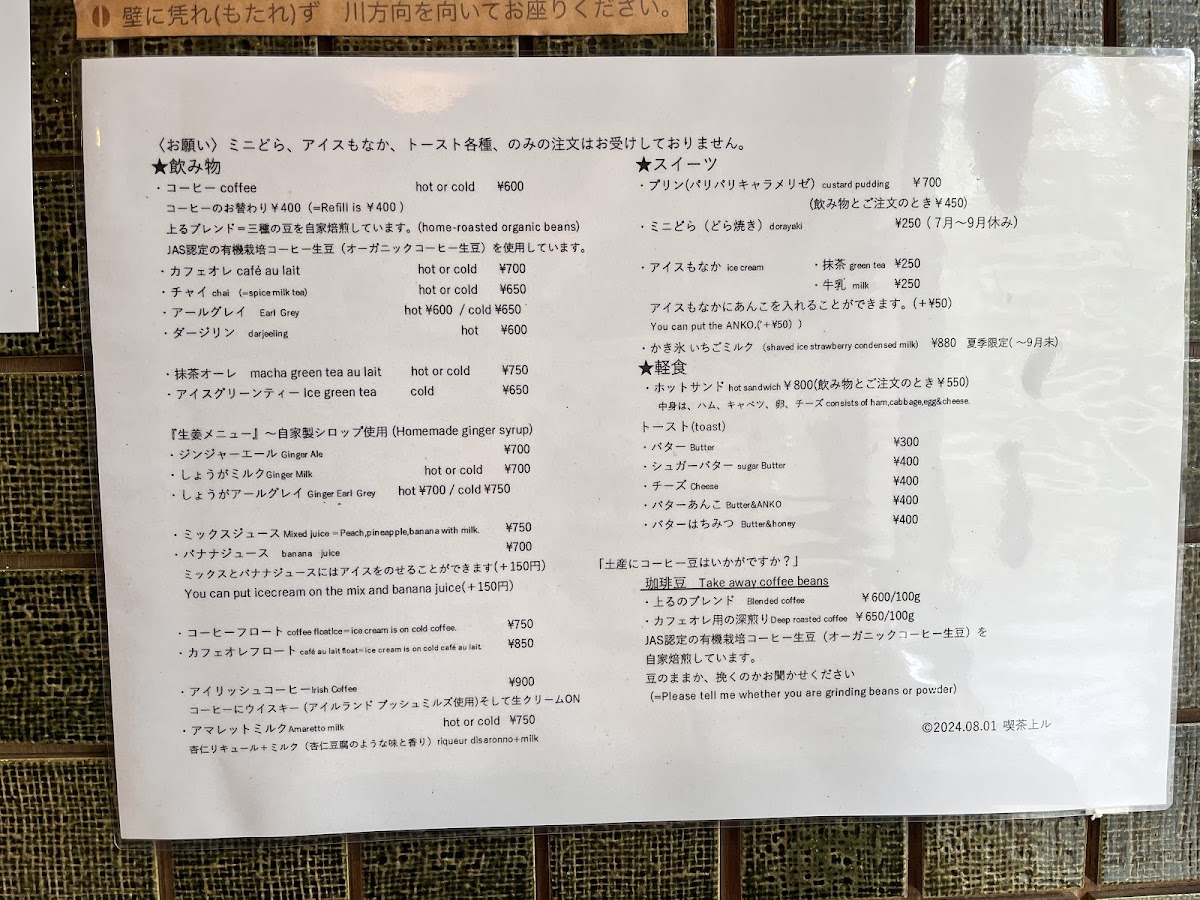 壁に凭れ(もたれ)ず 川方向を向いてお座りください。
〈お願い〉ミニどら、アイスもなか、トースト各種、のみの注文はお受けしておりません。
★飲み物
・コーヒー coffee hot or cold ¥600
コーヒーのお替わり¥400（=Refill is ¥400 ）
上るブレンド＝三種の豆を自家焙煎しています。(home-roasted organic beans)
JAS認定の有機栽培コーヒー生豆（オーガニックコーヒー生豆）を使用しています。
・カフェオレ café au lait hot or cold ¥700
・チャイ chai (=spice milk tea) hot or cold ¥650
・アールグレイ Earl Grey hot ¥600 / cold ¥650
・ダージリン darjeeling hot ¥600
・抹茶オーレ macha green tea au lait hot or cold ¥750
・アイスグリーンティー Ice green tea cold ¥650
『生姜メニュー』〜自家製シロップ使用 (Homemade ginger syrup)
・ジンジャーエール Ginger Ale ¥700
・しょうがミルク Ginger Milk hot or cold ¥700
・しょうがアールグレイ Ginger Earl Grey hot ¥700 / cold ¥750
・ミックスジュース Mixed juice = Peach,pineapple,banana with milk. ¥750
・バナナジュース banana juice ¥700
ミックスとバナナジュースにはアイスをのせることができます(＋150円)
You can put icecream on the mix and banana juice(＋150円)
・コーヒーフロート coffee floatIce＝ice cream is on cold coffee. ¥750
・カフェオレフロート café au lait float=ice cream is on cold café au lait. ¥850
・アイリッシュコーヒー Irish Coffee ¥900
コーヒーにウイスキー (アイルランド ブッシュミルズ使用)そして生クリームON
・アマレットミルク Amaretto milk hot or cold ¥750
杏仁リキュール＋ミルク（杏仁豆腐のような味と香り）riqueur disaronno+milk
★スイーツ
・プリン(パリパリキャラメリゼ) custard pudding ¥700
(飲み物とご注文のとき¥450)
・ミニどら（どら焼き）dorayaki ¥250（ 7月〜9月休み）
・アイスもなか ice cream ・抹茶 green tea ¥250
・牛乳 milk ¥250
アイスもなかにあんこを入れることができます。(＋¥50)
You can put the ANKO.('＋¥50））
・かき氷 いちごミルク (shaved ice strawberry condensed milk) ¥880 夏季限定( 〜9月末)
★軽食
・ホットサンド hot sandwich ¥800(飲み物とご注文のとき¥550)
中身は、ハム、キャベツ、卵、チーズ consists of ham,cabbage,egg&cheese.
トースト(toast)
・バター Butter ¥300
・シュガーバター sugar Butter ¥400
・チーズ Cheese ¥400
・バターあんこ Butter&ANKO ¥400
・バターはちみつ Butter&honey ¥400
「土産にコーヒー豆はいかがですか？」
珈琲豆 Take away coffee beans
・上るのブレンド Blended coffee ¥600/100g
・カフェオレ用の深煎り Deep roasted coffee ¥650/100g
JAS認定の有機栽培コーヒー生豆（オーガニックコーヒー生豆）を
自家焙煎しています。
豆のままか、挽くのかお聞かせください
(=Please tell me whether you are grinding beans or powder)
©2024.08.01 喫茶上ル